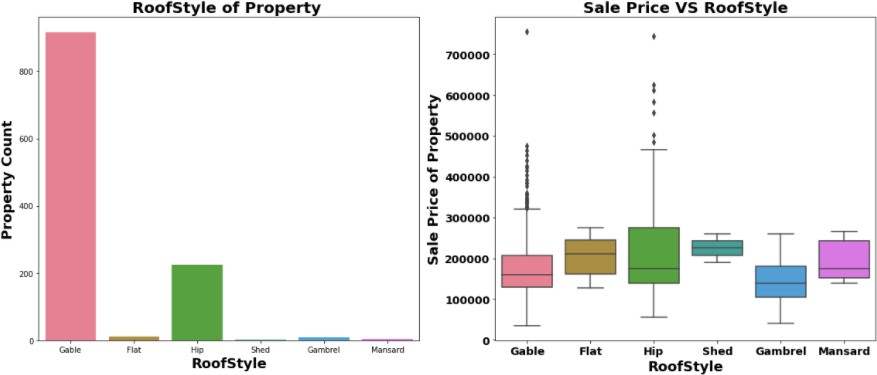 RoofStyle of Property
Property Count
800
600
400
200
0
Gable Flat Hip Shed Gambrel Mansard
RoofStyle
Sale Price VS RoofStyle
Sale Price of Property
700000
600000
500000
400000
300000
200000
100000
0
Gable Flat Hip Shed Gambrel Mansard
RoofStyle